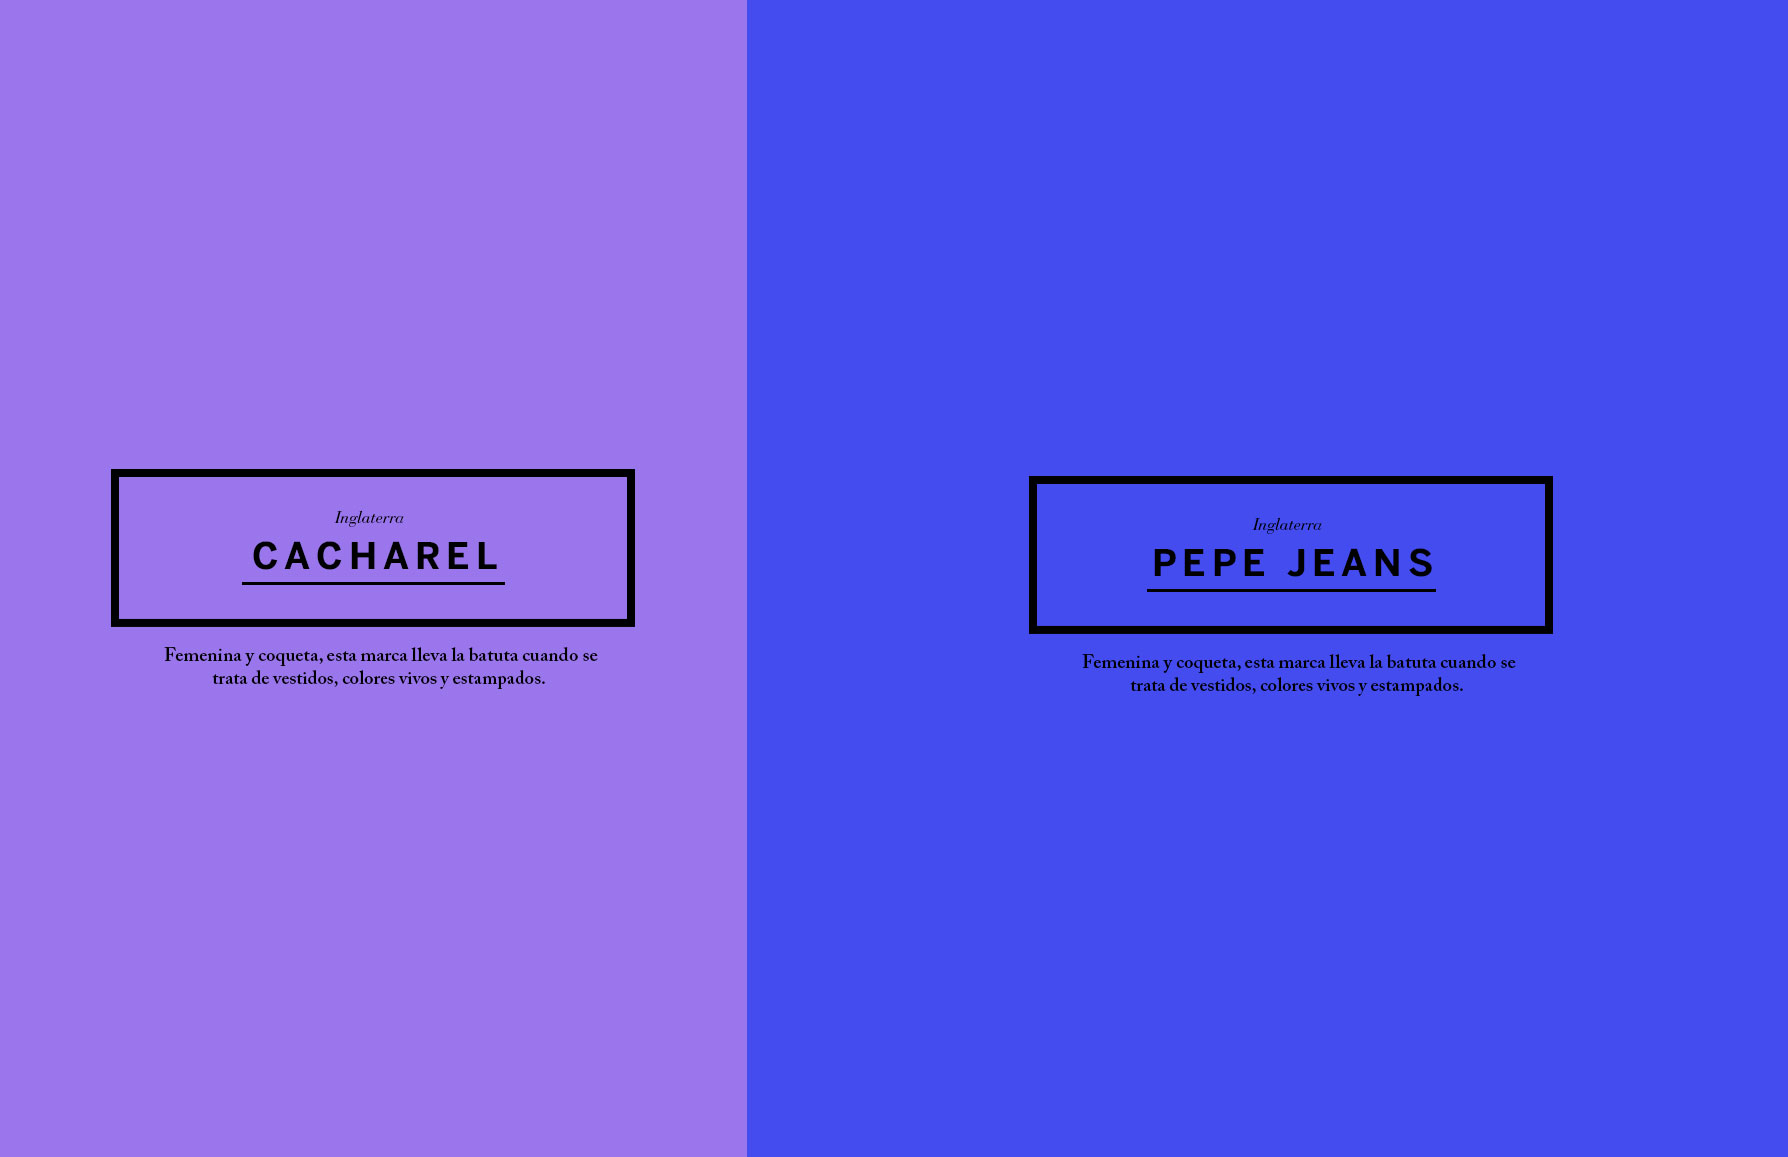 Inglaterra
CACHAREL
Femenina y coqueta, esta marca lleva la batuta cuando se
trata de vestidos, colores vivos y estampados.
Inglaterra
PEPE JEANS
Femenina y coqueta, esta marca lleva la batuta cuando se
trata de vestidos, colores vivos y estampados.